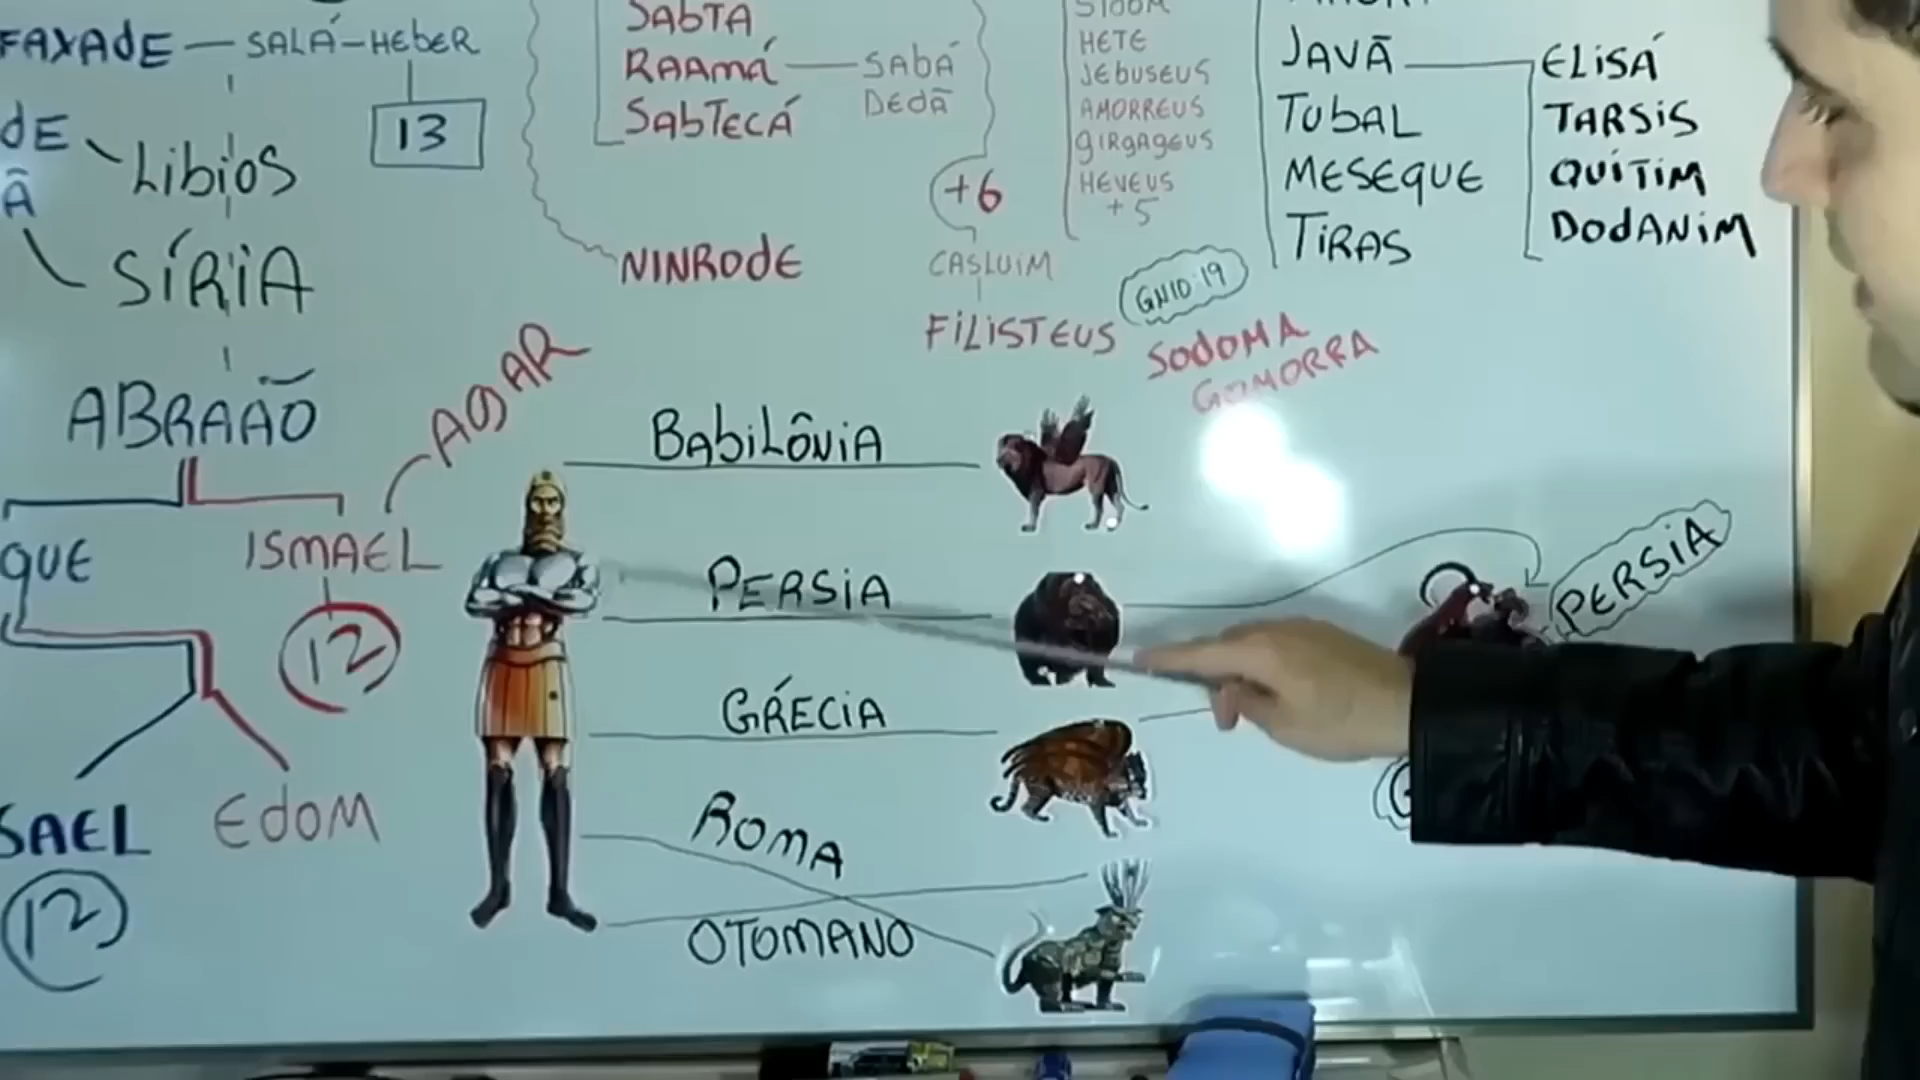 FAXADE — SALÁ — HEBER
13
DE
Ã
LIBIOS
SÍRIA
ABRAÃO
AGAR
QUE
ISMAEL
12
SAEL
12
EDOM
SABTA
RAAMÁ — SABÁ
DEDÃ
SABTECÁ
NINRODE
+6
CASLUIM
FILISTEUS
HETE
JEBUSEUS
AMORREUS
GIRGAGEUS
HEVEUS
+5
GN10:19
SODOMA
GOMORRA
JAVÃ
TUBAL
MESEQUE
TIRAS
ELISÁ
TARSIS
QUITIM
DODANIM
BABILÔNIA
PERSIA
GRÉCIA
ROMA
OTOMANO
PERSIA